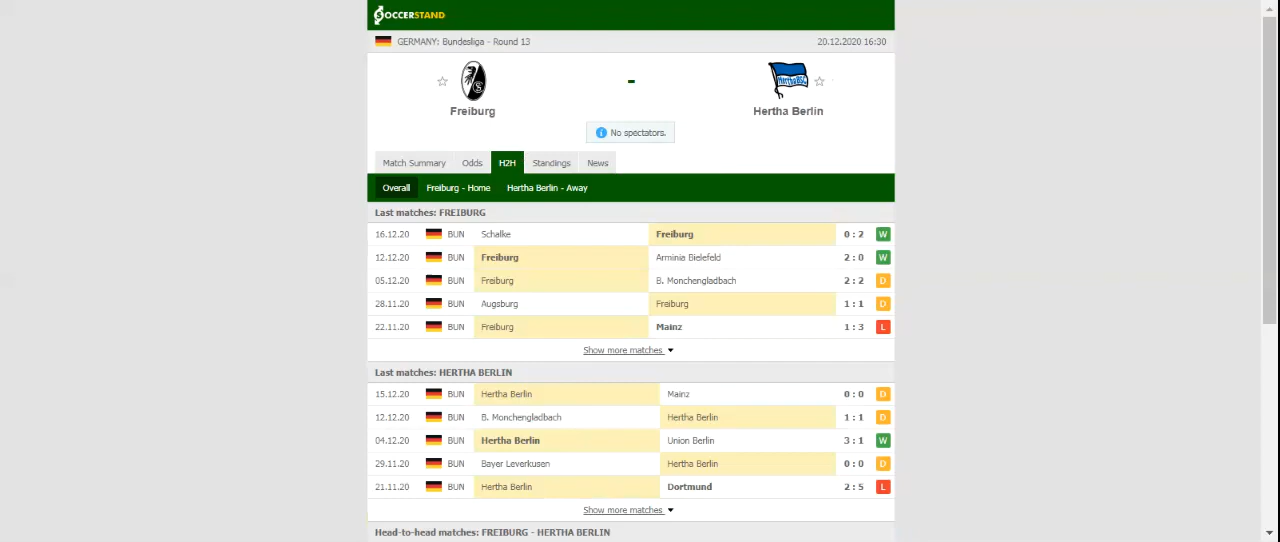 SOCCERSTAND
GERMANY: Bundesliga - Round 13 20.12.2020 16:30
-
Freiburg Hertha Berlin
No spectators.
Match Summary Odds H2H Standings News
Overall Freiburg - Home Hertha Berlin - Away
Last matches: FREIBURG
16.12.20 BUN Schalke Freiburg 0 : 2 W
12.12.20 BUN Freiburg Arminia Bielefeld 2 : 0 W
05.12.20 BUN Freiburg B. Monchengladbach 2 : 2 D
28.11.20 BUN Augsburg Freiburg 1 : 1 D
22.11.20 BUN Freiburg Mainz 1 : 3 L
Show more matches
Last matches: HERTHA BERLIN
15.12.20 BUN Hertha Berlin Mainz 0 : 0 D
12.12.20 BUN B. Monchengladbach Hertha Berlin 1 : 1 D
04.12.20 BUN Hertha Berlin Union Berlin 3 : 1 W
29.11.20 BUN Bayer Leverkusen Hertha Berlin 0 : 0 D
21.11.20 BUN Hertha Berlin Dortmund 2 : 5 L
Show more matches
Head-to-head matches: FREIBURG - HERTHA BERLIN